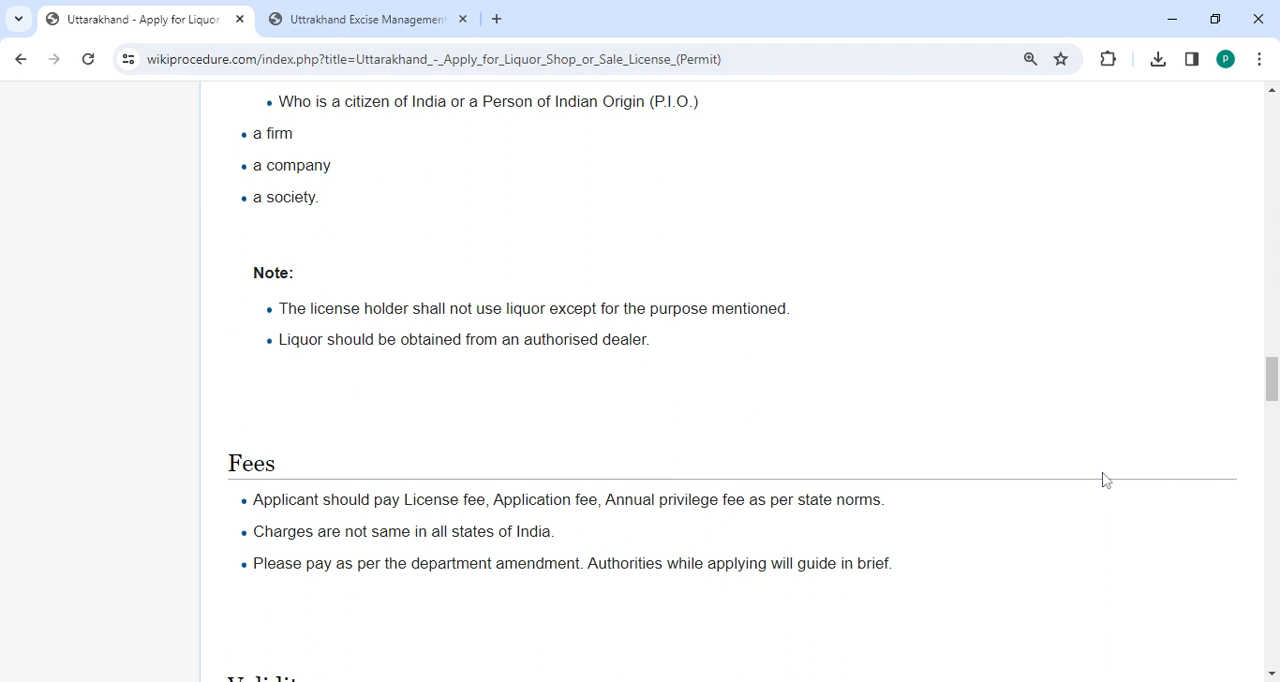 Uttarakhand - Apply for Liquor
Uttrakhand Excise Management
wikiprocedure.com/index.php?title=Uttarakhand_-_Apply_for_Liquor_Shop_or_Sale_License_(Permit)
P
Who is a citizen of India or a Person of Indian Origin (P.I.O.)
a firm
a company
a society.
Note:
The license holder shall not use liquor except for the purpose mentioned.
Liquor should be obtained from an authorised dealer.
Fees
Applicant should pay License fee, Application fee, Annual privilege fee as per state norms.
Charges are not same in all states of India.
Please pay as per the department amendment. Authorities while applying will guide in brief.